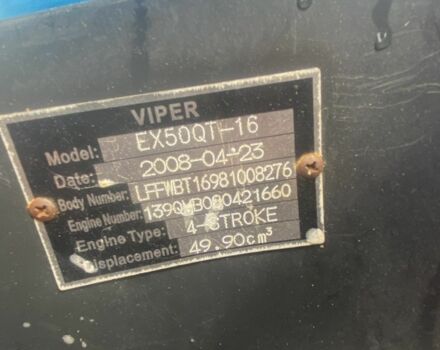 VIPER
Model: EX50QT-16
Date: 2008-04-23
Body Number: LFFWBT16981008276
Engine Number: 139QMB080421660
Engine Type: 4-STROKE
Displacement: 49.90cm³